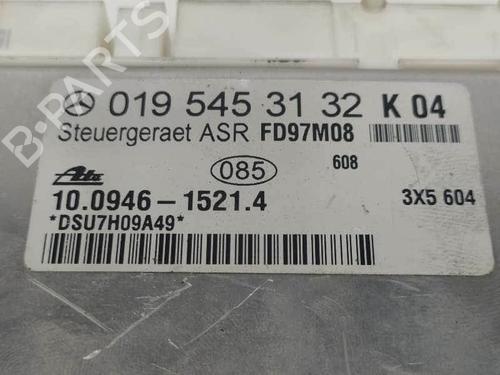 B-PARTS
019 545 31 32 K 04
Steuergeraet ASR FD97M08
085
608
Ate
10.0946-1521.4
3X5 604
*DSU7H09A49*